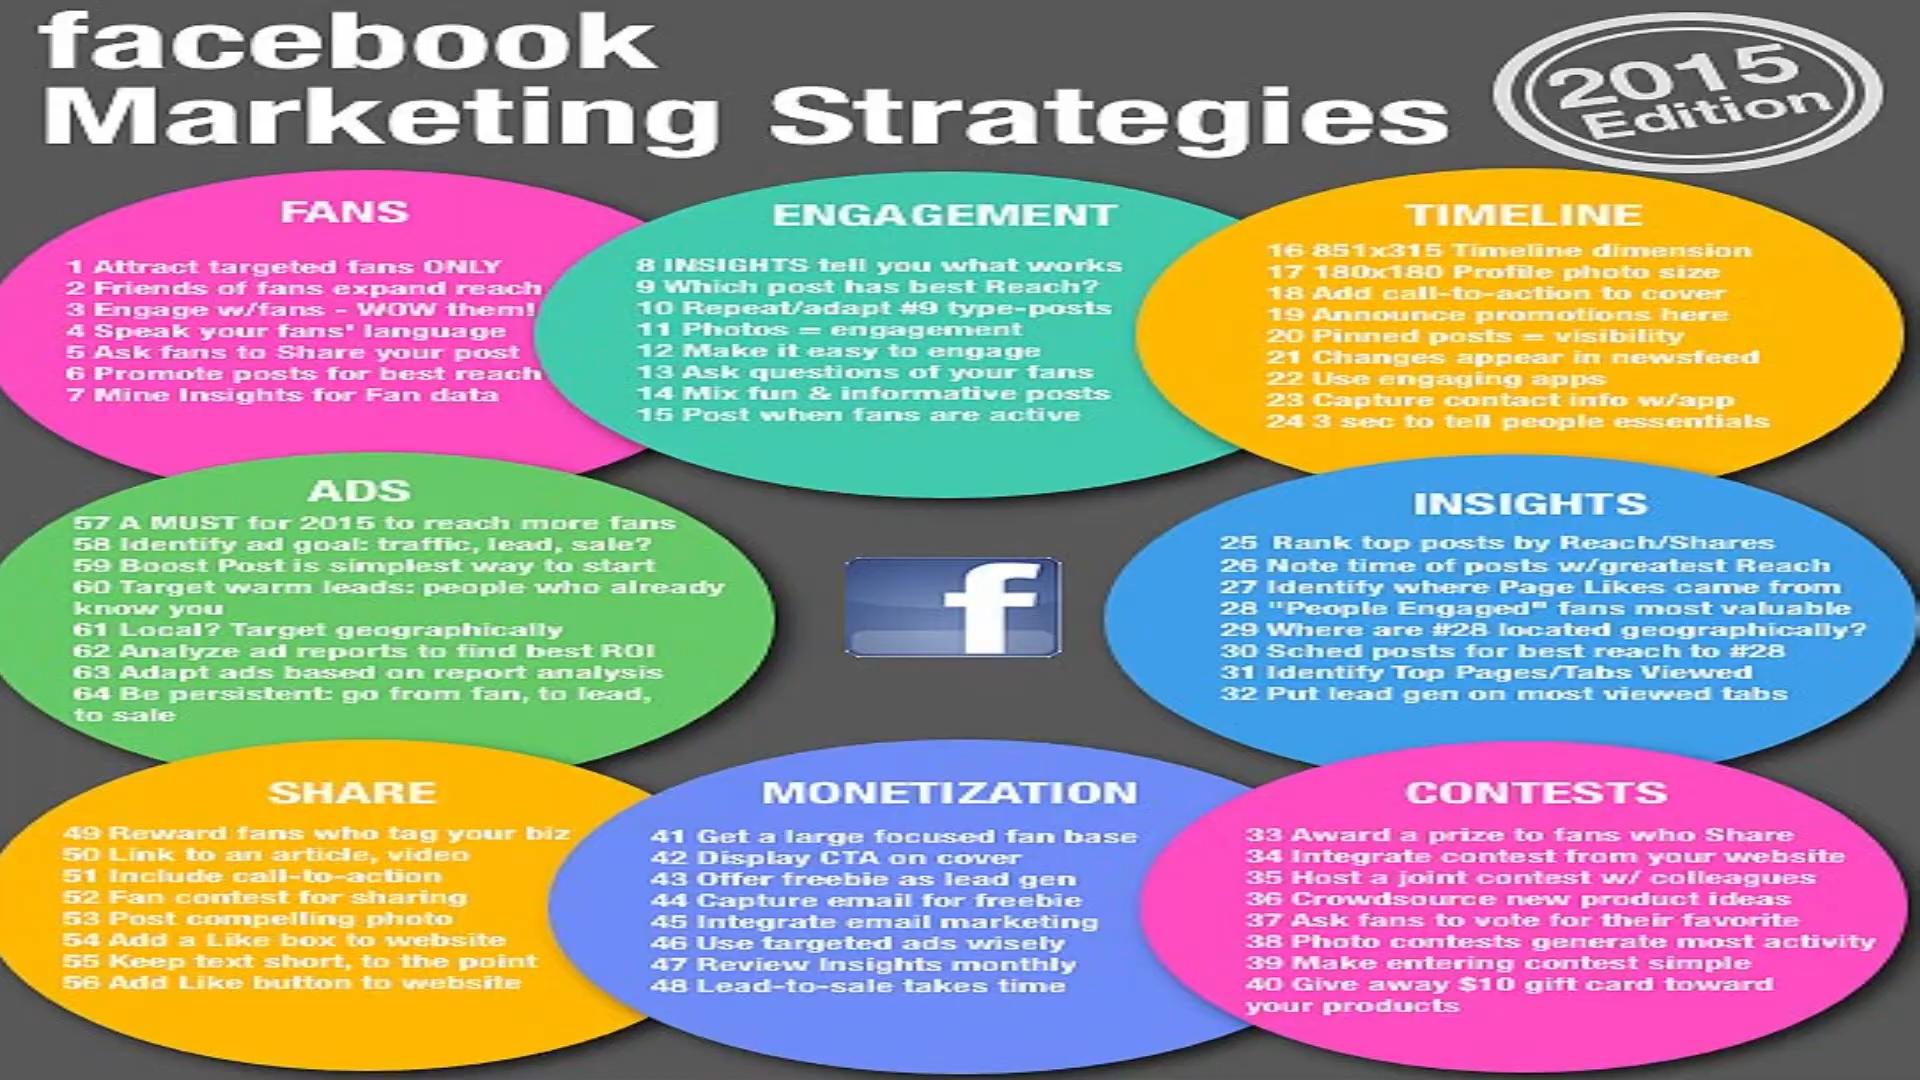 facebook
Marketing Strategies
2015
Edition
FANS
1 Attract targeted fans ONLY
2 Friends of fans expand reach
3 Engage w/fans - WOW them!
4 Speak your fans' language
5 Ask fans to Share your post
6 Promote posts for best reach
7 Mine Insights for Fan data
ENGAGEMENT
8 INSIGHTS tell you what works
9 Which post has best Reach?
10 Repeat/adapt #9 type-posts
11 Photos = engagement
12 Make it easy to engage
13 Ask questions of your fans
14 Mix fun & informative posts
15 Post when fans are active
TIMELINE
16 851x315 Timeline dimension
17 180x180 Profile photo size
18 Add call-to-action to cover
19 Announce promotions here
20 Pinned posts = visibility
21 Changes appear in newsfeed
22 Use engaging apps
23 Capture contact info w/app
24 3 sec to tell people essentials
ADS
57 A MUST for 2015 to reach more fans
58 Identify ad goal: traffic, lead, sale?
59 Boost Post is simplest way to start
60 Target warm leads: people who already
know you
61 Local? Target geographically
62 Analyze ad reports to find best ROI
63 Adapt ads based on report analysis
64 Be persistent: go from fan, to lead,
to sale
f
INSIGHTS
25 Rank top posts by Reach/Shares
26 Note time of posts w/greatest Reach
27 Identify where Page Likes came from
28 "People Engaged" fans most valuable
29 Where are #28 located geographically?
30 Sched posts for best reach to #28
31 Identify Top Pages/Tabs Viewed
32 Put lead gen on most viewed tabs
SHARE
49 Reward fans who tag your biz
50 Link to an article, video
51 Include call-to-action
52 Fan contest for sharing
53 Post compelling photo
54 Add a Like box to website
55 Keep text short, to the point
56 Add Like button to website
MONETIZATION
41 Get a large focused fan base
42 Display CTA on cover
43 Offer freebie as lead gen
44 Capture email for freebie
45 Integrate email marketing
46 Use targeted ads wisely
47 Review Insights monthly
48 Lead-to-sale takes time
CONTESTS
33 Award a prize to fans who Share
34 Integrate contest from your website
35 Host a joint contest w/ colleagues
36 Crowdsource new product ideas
37 Ask fans to vote for their favorite
38 Photo contests generate most activity
39 Make entering contest simple
40 Give away $10 gift card toward
your products